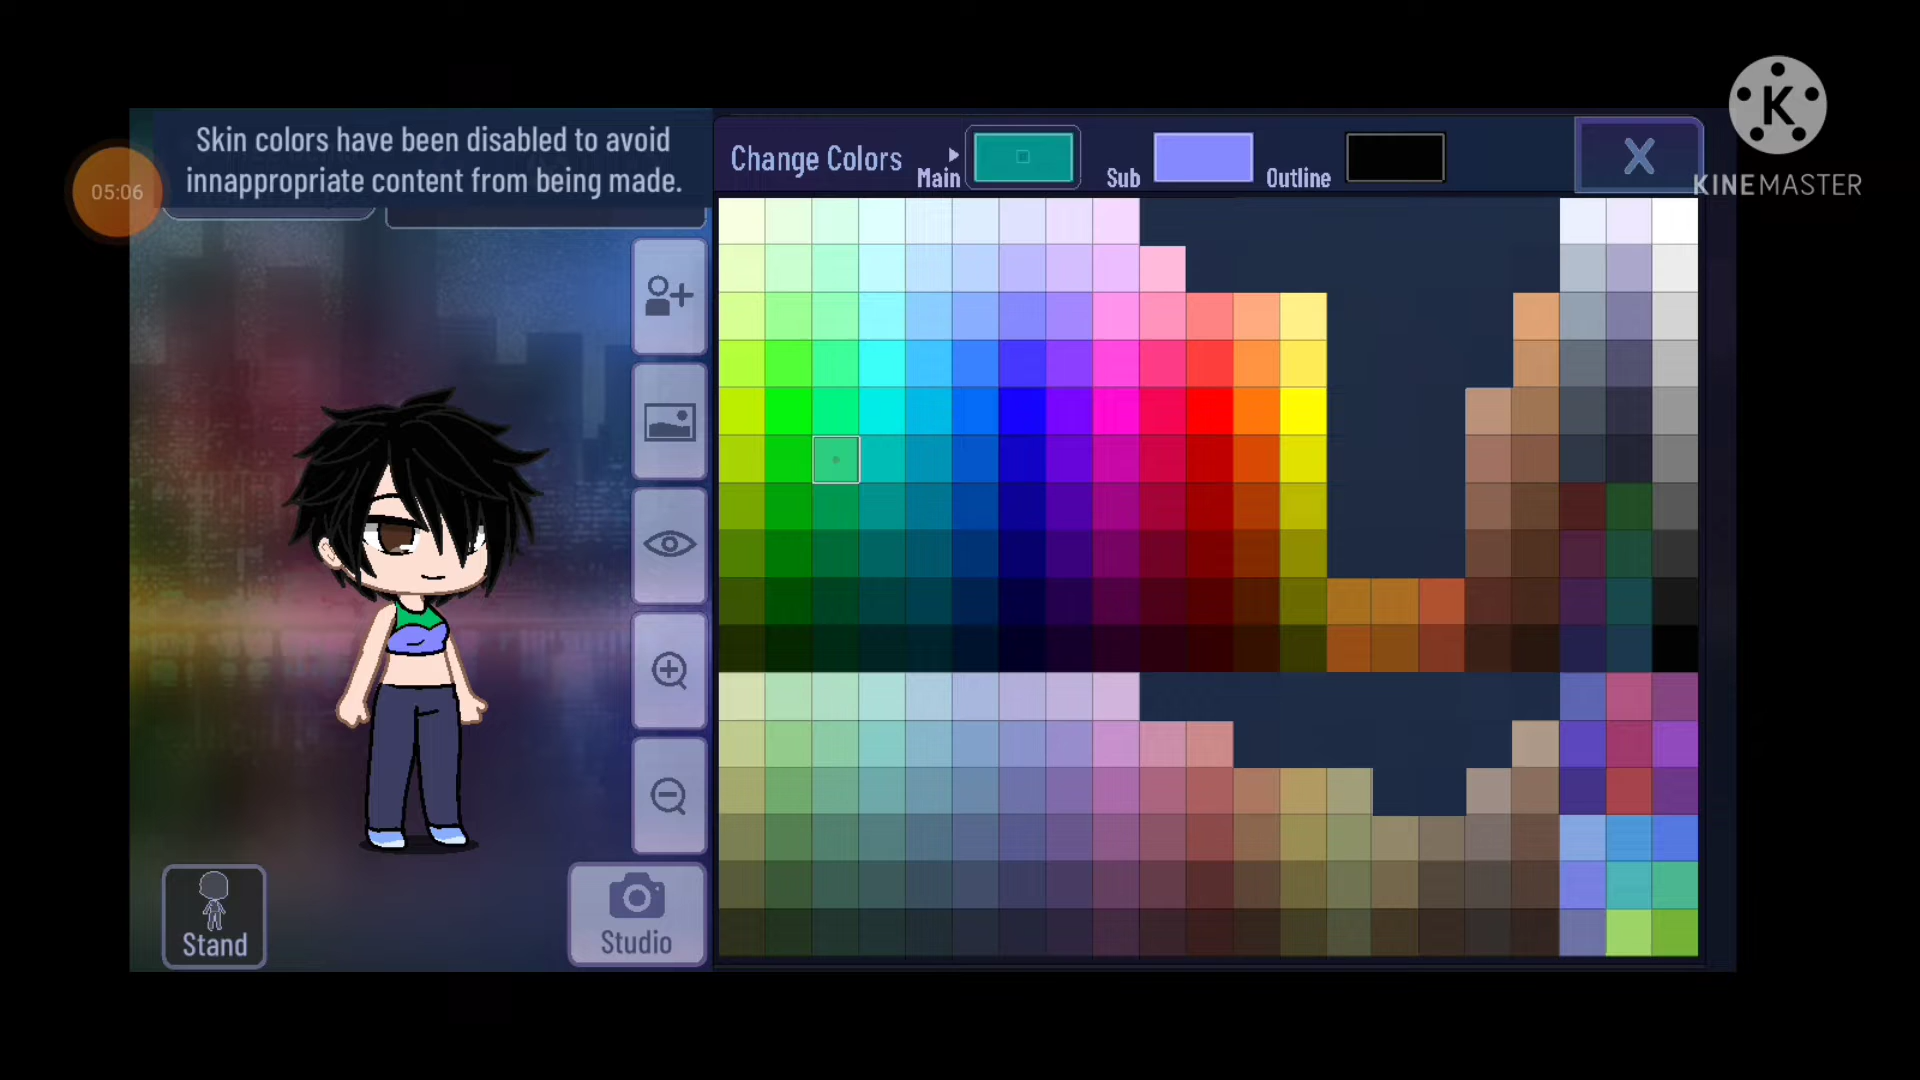 Skin colors have been disabled to avoid
innappropriate content from being made.
05:06
Change Colors
Main
Sub
Outline
X
K
KINEMASTER
Stand
Studio